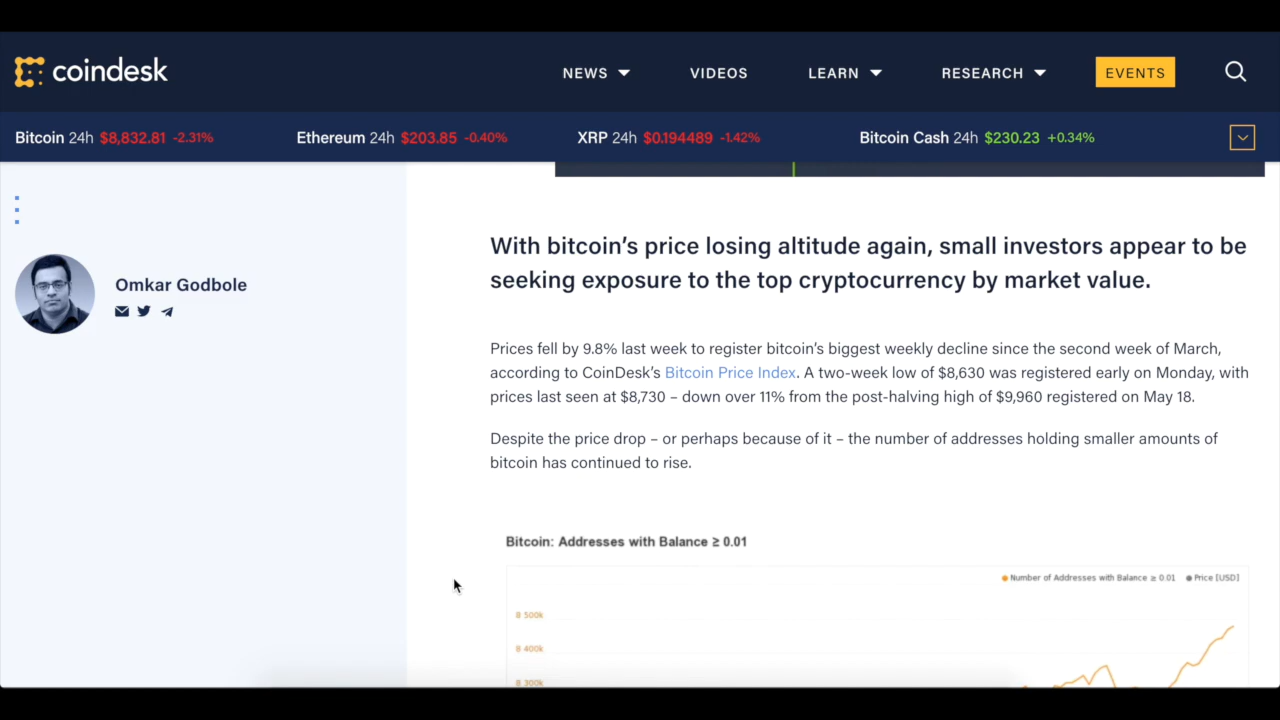 coindesk
NEWS VIDEOS LEARN RESEARCH EVENTS
Bitcoin 24h $8,832.81 -2.31% Ethereum 24h $203.85 -0.40% XRP 24h $0.194489 -1.42% Bitcoin Cash 24h $230.23 +0.34%
Omkar Godbole
With bitcoin’s price losing altitude again, small investors appear to be
seeking exposure to the top cryptocurrency by market value.
Prices fell by 9.8% last week to register bitcoin’s biggest weekly decline since the second week of March,
according to CoinDesk’s Bitcoin Price Index. A two-week low of $8,630 was registered early on Monday, with
prices last seen at $8,730 – down over 11% from the post-halving high of $9,960 registered on May 18.
Despite the price drop – or perhaps because of it – the number of addresses holding smaller amounts of
bitcoin has continued to rise.
Bitcoin: Addresses with Balance ≥ 0.01
Number of Addresses with Balance ≥ 0.01 Price [USD]
8 500k
8 400k
8 300k